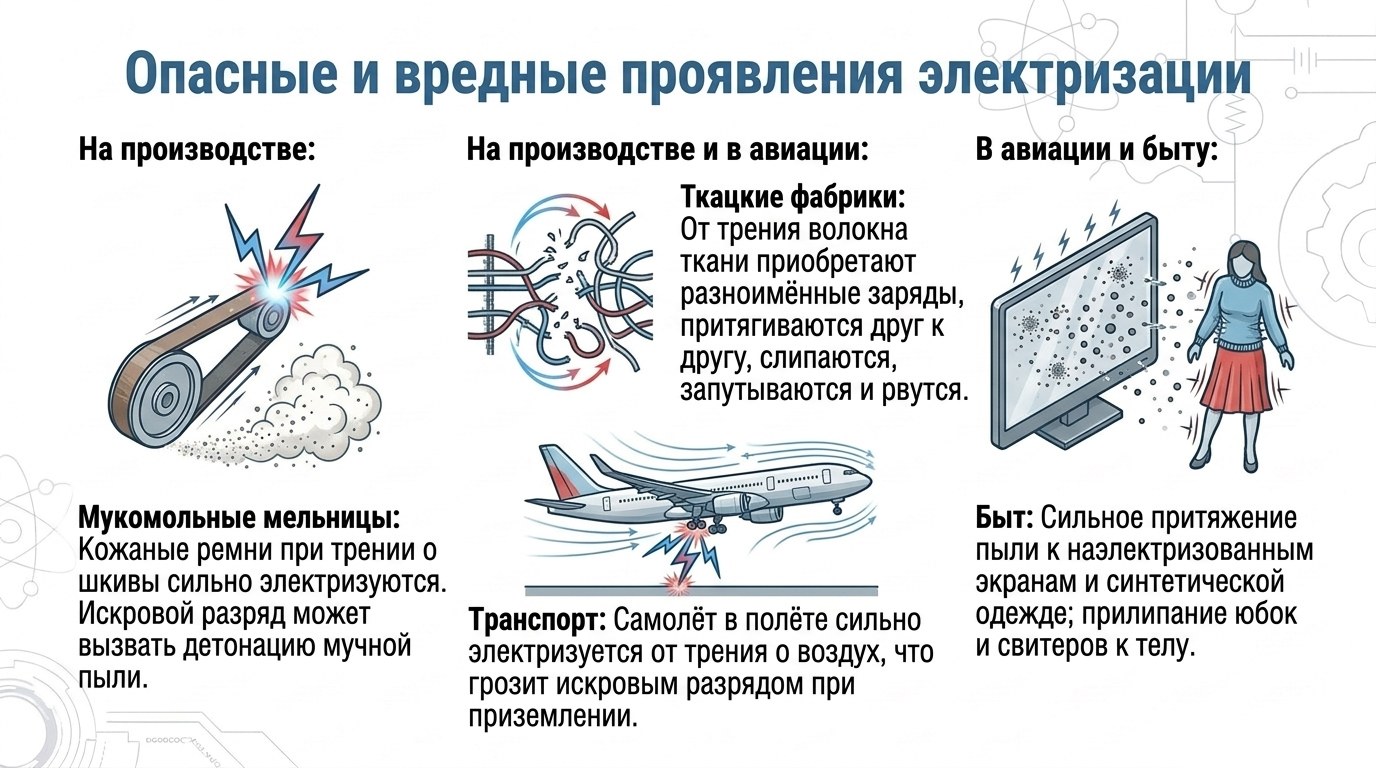 Опасные и вредные проявления электризации
На производстве:
Мукомольные мельницы:
Кожаные ремни при трении о
шкивы сильно электризуются.
Искровой разряд может
вызвать детонацию мучной
пыли.
На производстве и в авиации:
Ткацкие фабрики:
От трения волокна
ткани приобретают
разноимённые заряды,
притягиваются друг к
другу, слипаются,
запутываются и рвутся.
Транспорт: Самолёт в полёте сильно
электризуется от трения о воздух, что
грозит искровым разрядом при
приземлении.
В авиации и быту:
Быт: Сильное притяжение
пыли к наэлектризованным
экранам и синтетической
одежде; прилипание юбок
и свитеров к телу.